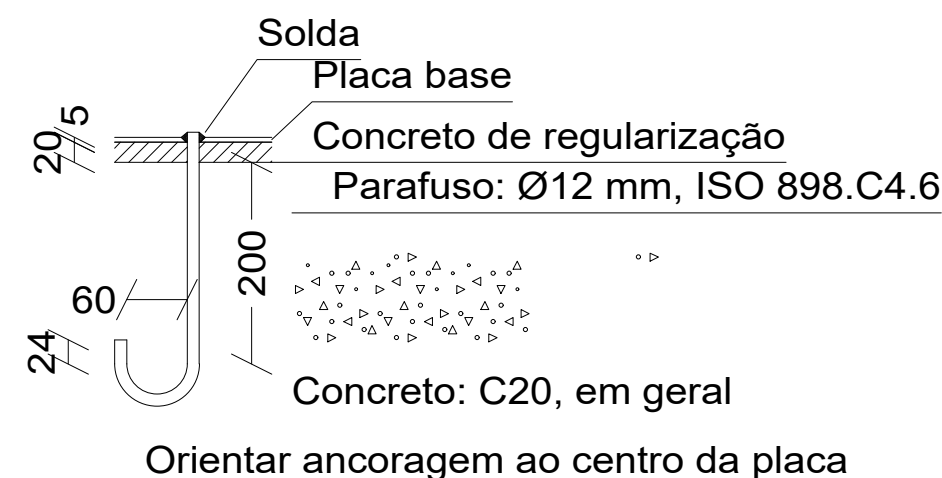 Solda
Placa base
5
20
Concreto de regularização
Parafuso: Ø12 mm, ISO 898.C4.6
200
60
24
Concreto: C20, em geral
Orientar ancoragem ao centro da placa